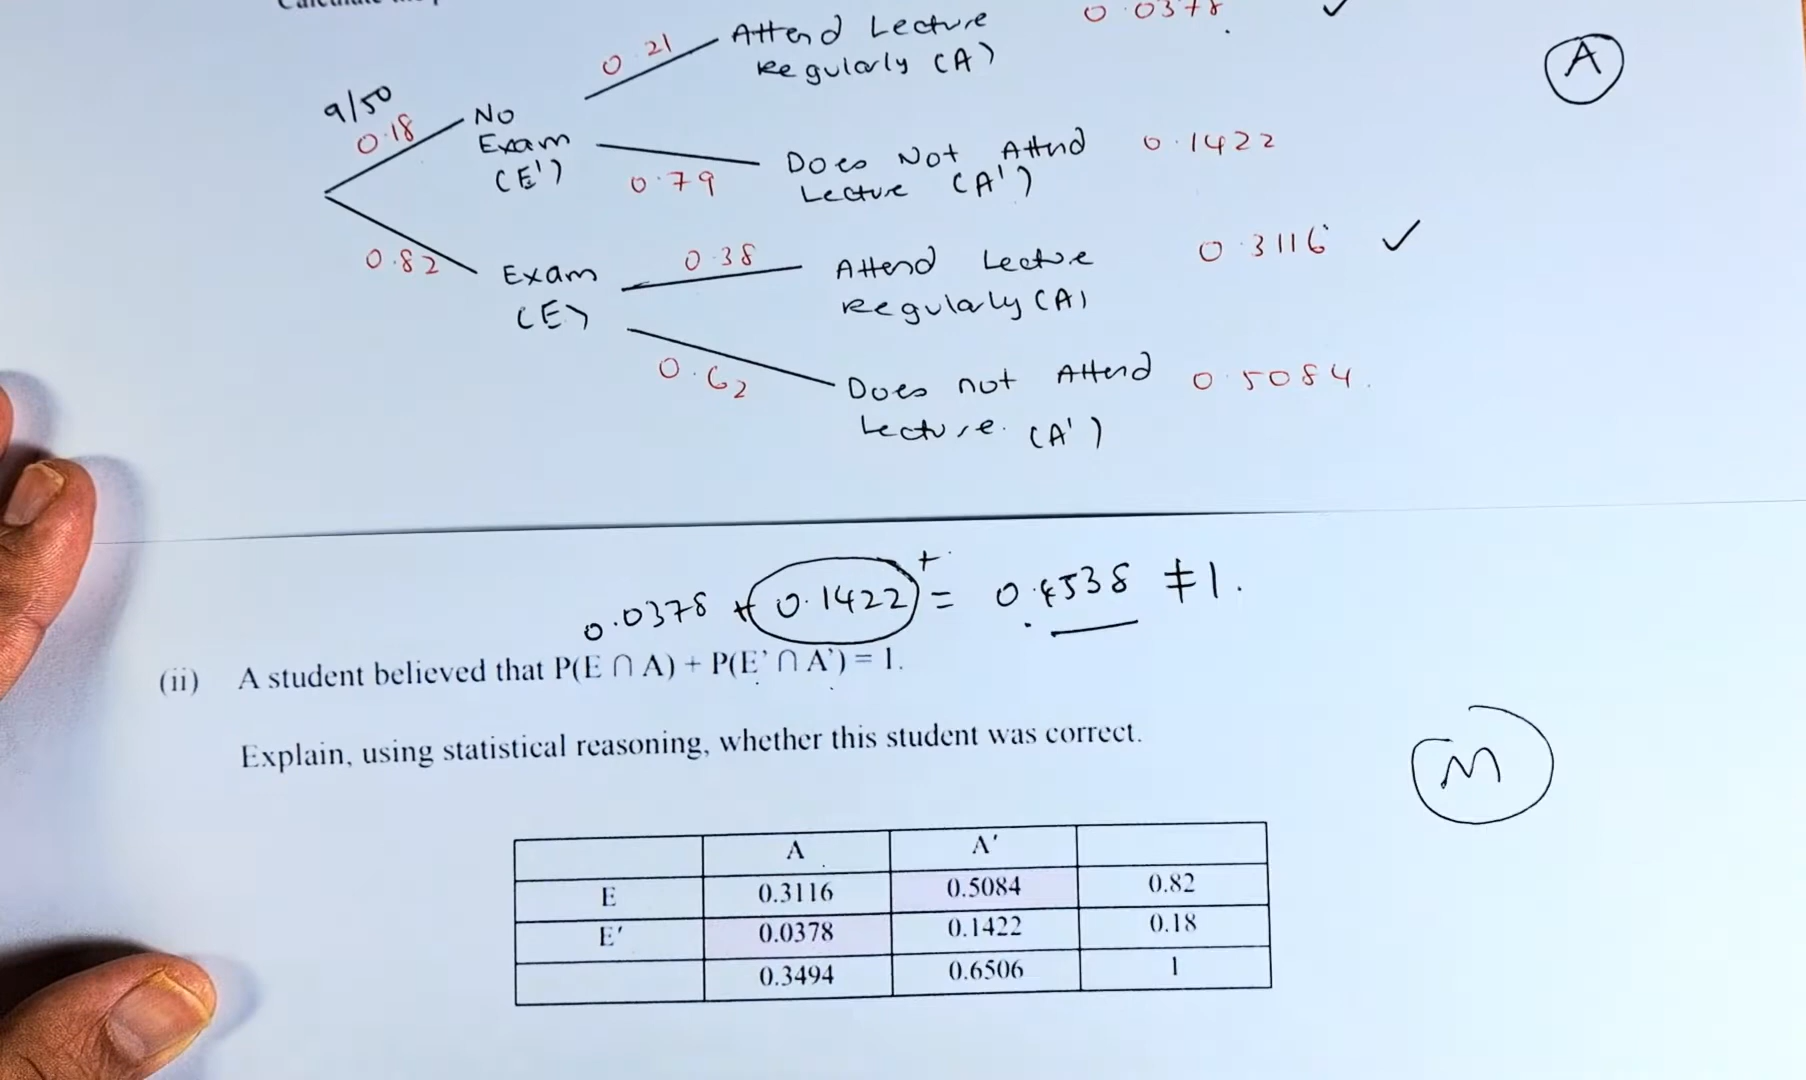 0.21
Attend Lecture
Regularly (A)
0.0378
✓
A
9/50
0.18
No
Exam
(E')
0.79
Does Not Attend
Lecture (A')
0.1422
0.82
Exam
(E)
0.38
Attend Lecture
Regularly (A)
0.3116
✓
0.62
Does not Attend
Lecture. (A')
0.5084.
0.0378 + 0.1422 + = 0.4538 ≠ 1.
(ii) A student believed that P(E ∩ A) + P(E' ∩ A') = 1.
Explain, using statistical reasoning, whether this student was correct.
M
A A'
E 0.3116 0.5084 0.82
E' 0.0378 0.1422 0.18
0.3494 0.6506 1